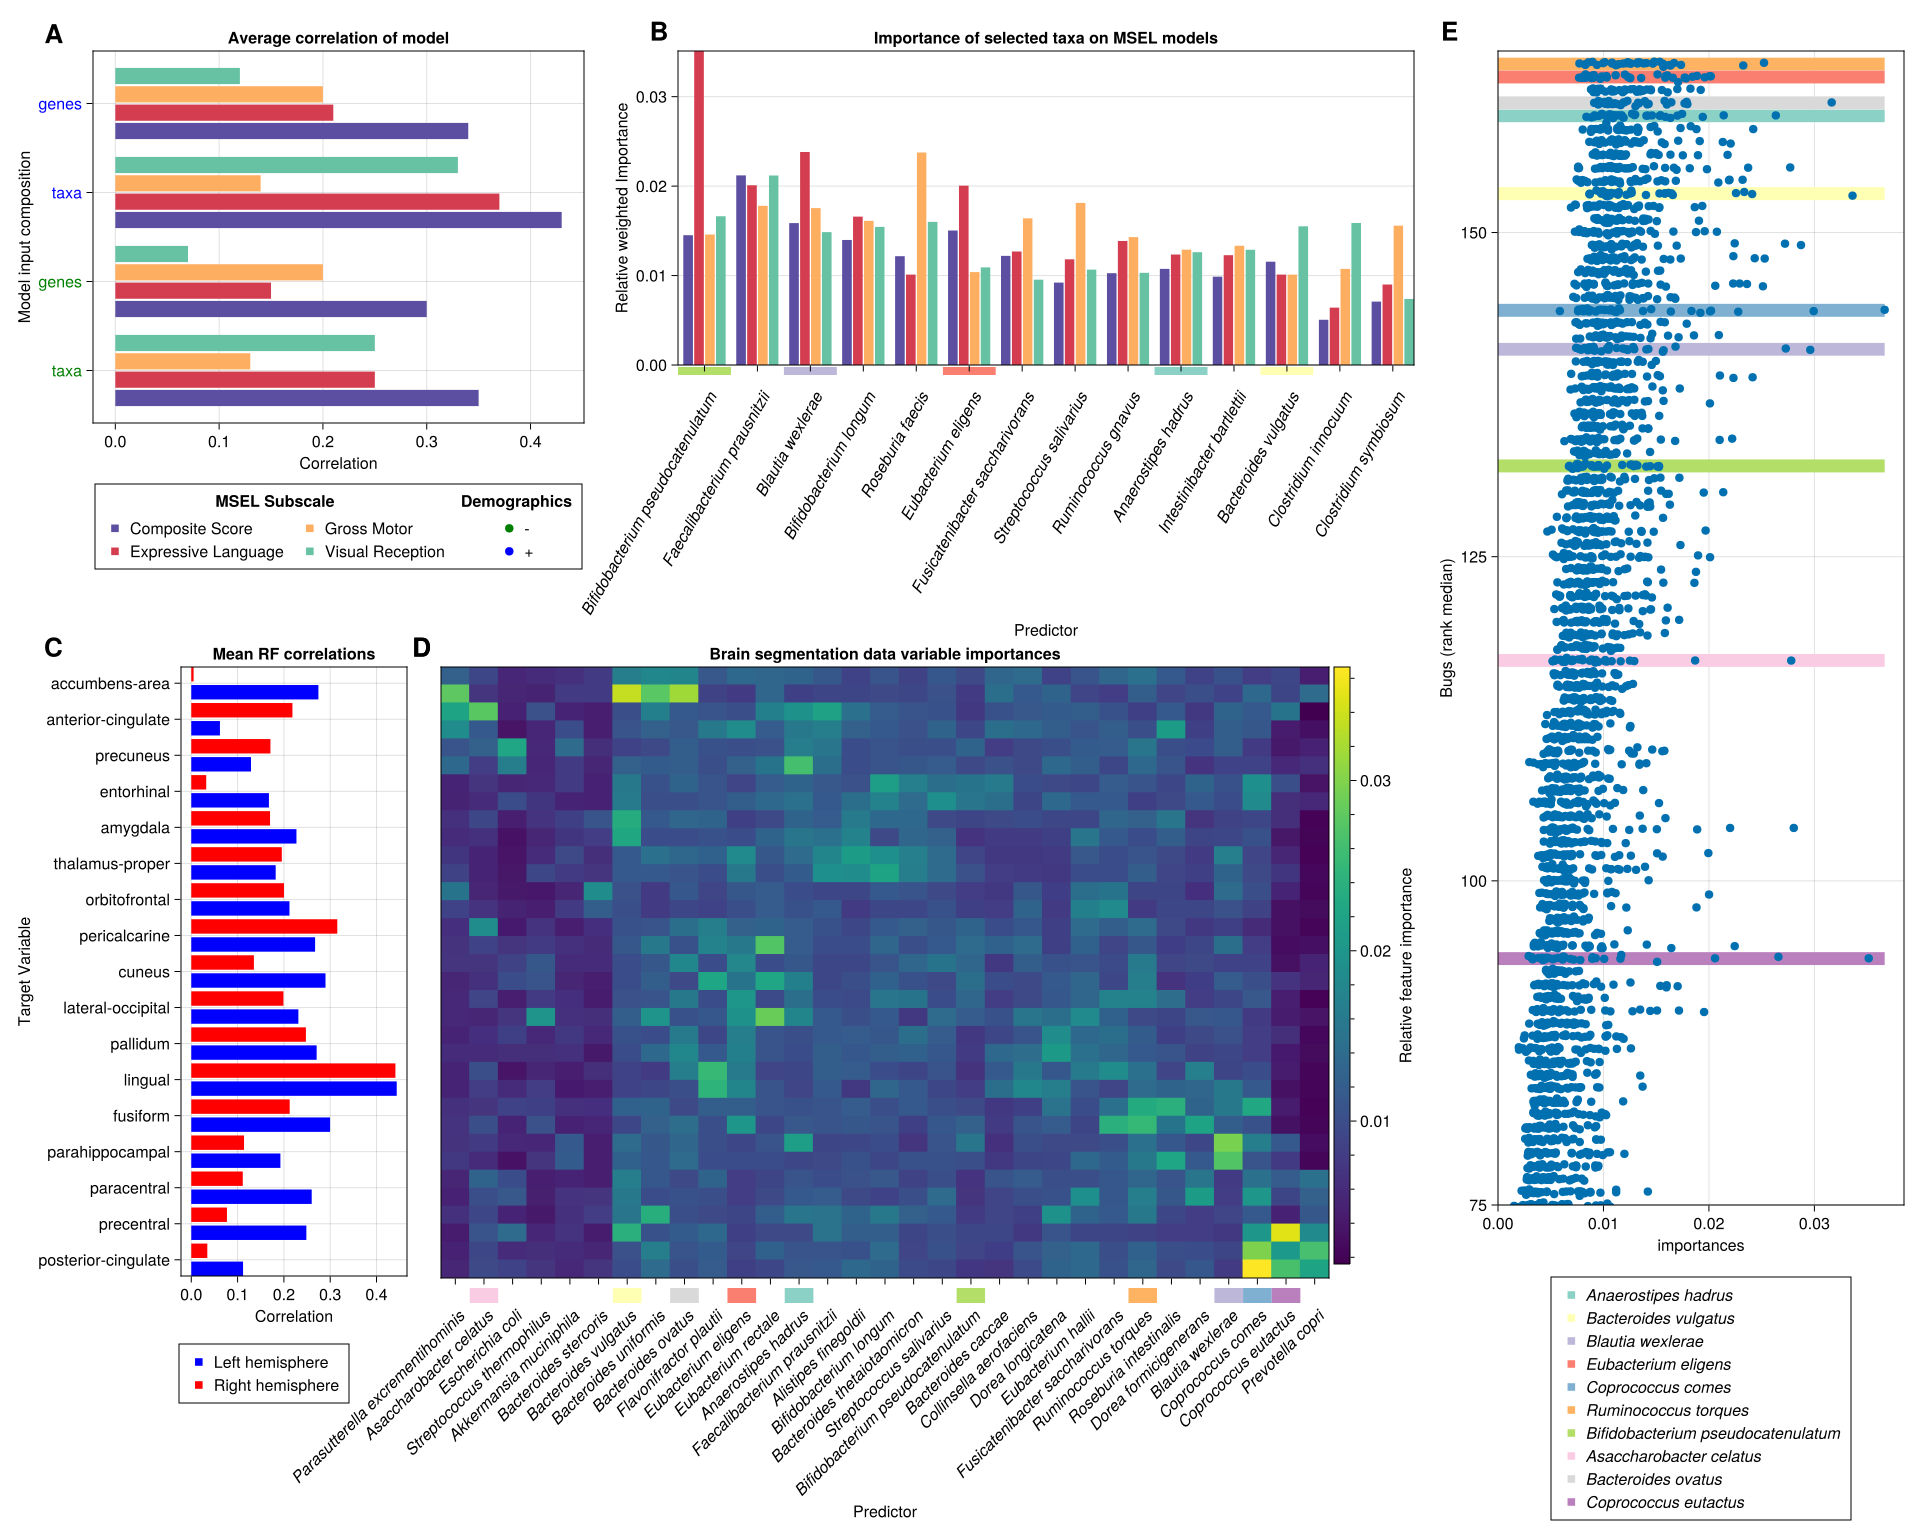 A
Average correlation of model
Model input composition
genes
taxa
genes
taxa
0.0
0.1
0.2
0.3
0.4
Correlation
MSEL Subscale
Demographics
Composite Score
Gross Motor
-
Expressive Language
Visual Reception
+
B
Importance of selected taxa on MSEL models
Relative weighted Importance
0.03
0.02
0.01
0.00
Bifidobacterium pseudocatenulatum
Faecalibacterium prausnitzii
Blautia wexlerae
Bifidobacterium longum
Roseburia faecis
Eubacterium eligens
Fusicatenibacter saccharivorans
Streptococcus salivarius
Ruminococcus gnavus
Anaerostipes hadrus
Intestinibacter bartlettii
Bacteroides vulgatus
Clostridium innocuum
Clostridium symbiosum
Predictor
C
Mean RF correlations
Target Variable
accumbens-area
anterior-cingulate
precuneus
entorhinal
amygdala
thalamus-proper
orbitofrontal
pericalcarine
cuneus
lateral-occipital
pallidum
lingual
fusiform
parahippocampal
paracentral
precentral
posterior-cingulate
0.0
0.1
0.2
0.3
0.4
Correlation
Left hemisphere
Right hemisphere
D
Brain segmentation data variable importances
Parasutterella excrementihominis
Asaccharobacter celatus
Escherichia coli
Streptococcus thermophilus
Akkermansia muciniphila
Bacteroides stercoris
Bacteroides vulgatus
Bacteroides uniformis
Bacteroides ovatus
Flavonifractor plautii
Eubacterium eligens
Eubacterium rectale
Anaerostipes hadrus
Faecalibacterium prausnitzii
Alistipes finegoldii
Bifidobacterium longum
Bacteroides thetaiotaomicron
Streptococcus salivarius
Bifidobacterium pseudocatenulatum
Bacteroides caccae
Collinsella aerofaciens
Dorea longicatena
Eubacterium hallii
Fusicatenibacter saccharivorans
Ruminococcus torques
Roseburia intestinalis
Dorea formicigenerans
Blautia wexlerae
Coprococcus comes
Coprococcus eutactus
Prevotella copri
Predictor
0.03
0.02
0.01
Relative feature importance
E
Bugs (rank median)
150
125
100
75
0.00
0.01
0.02
0.03
importances
Anaerostipes hadrus
Bacteroides vulgatus
Blautia wexlerae
Eubacterium eligens
Coprococcus comes
Ruminococcus torques
Bifidobacterium pseudocatenulatum
Asaccharobacter celatus
Bacteroides ovatus
Coprococcus eutactus